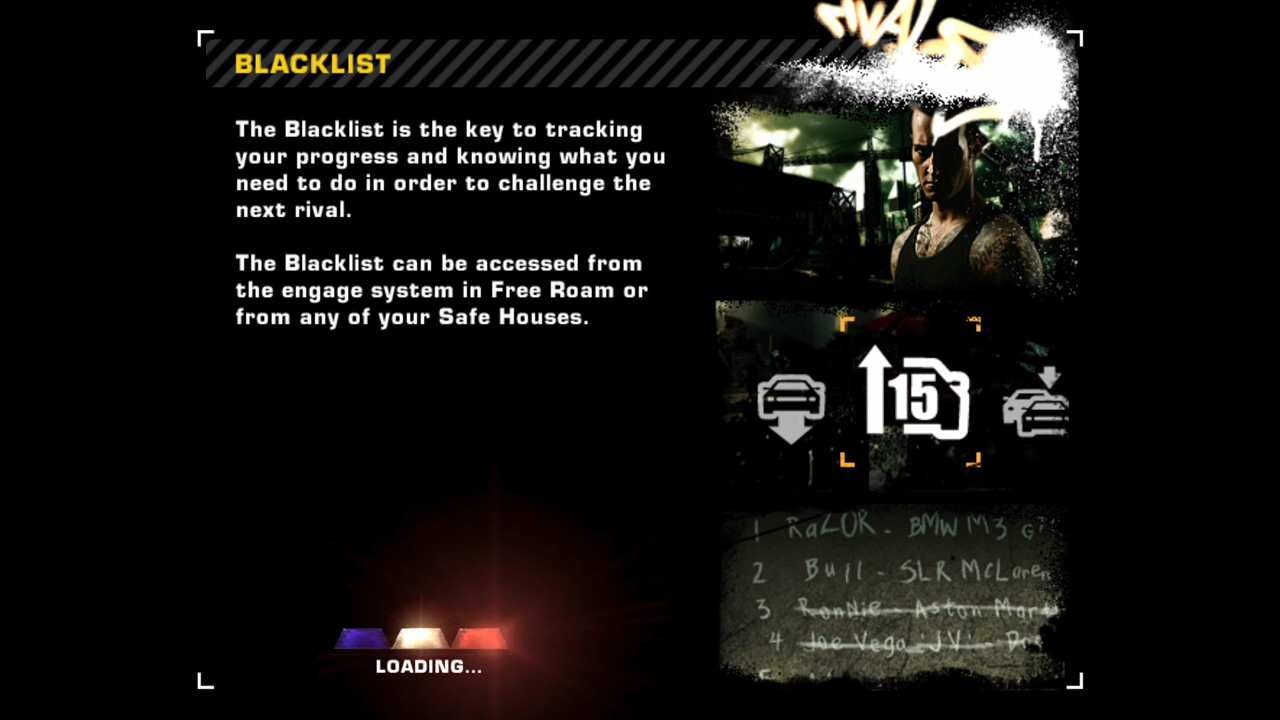 BLACKLIST
The Blacklist is the key to tracking
your progress and knowing what you
need to do in order to challenge the
next rival.
The Blacklist can be accessed from
the engage system in Free Roam or
from any of your Safe Houses.
15
1 RaZOR - BMW M3
2 Bull - SLR McLaren
3 RonNie - Aston
4 Joe Vega 'JV' -
LOADING...